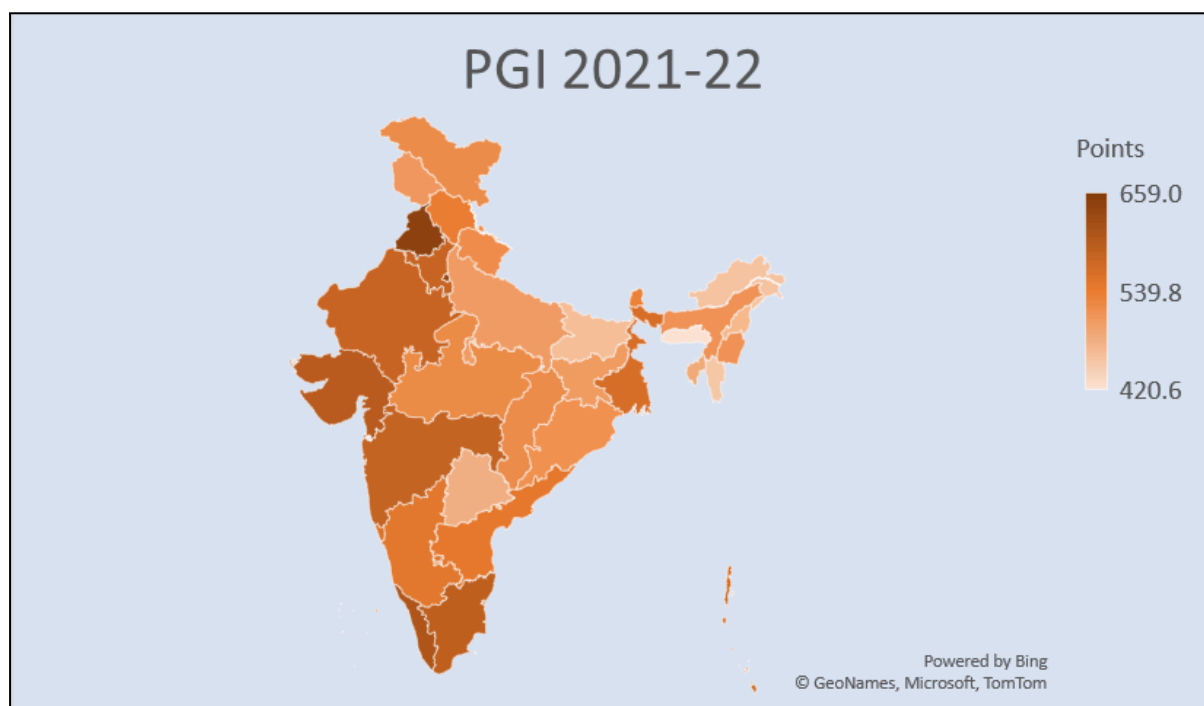 PGI 2021-22
Points
659.0
539.8
420.6
Powered by Bing
© GeoNames, Microsoft, TomTom